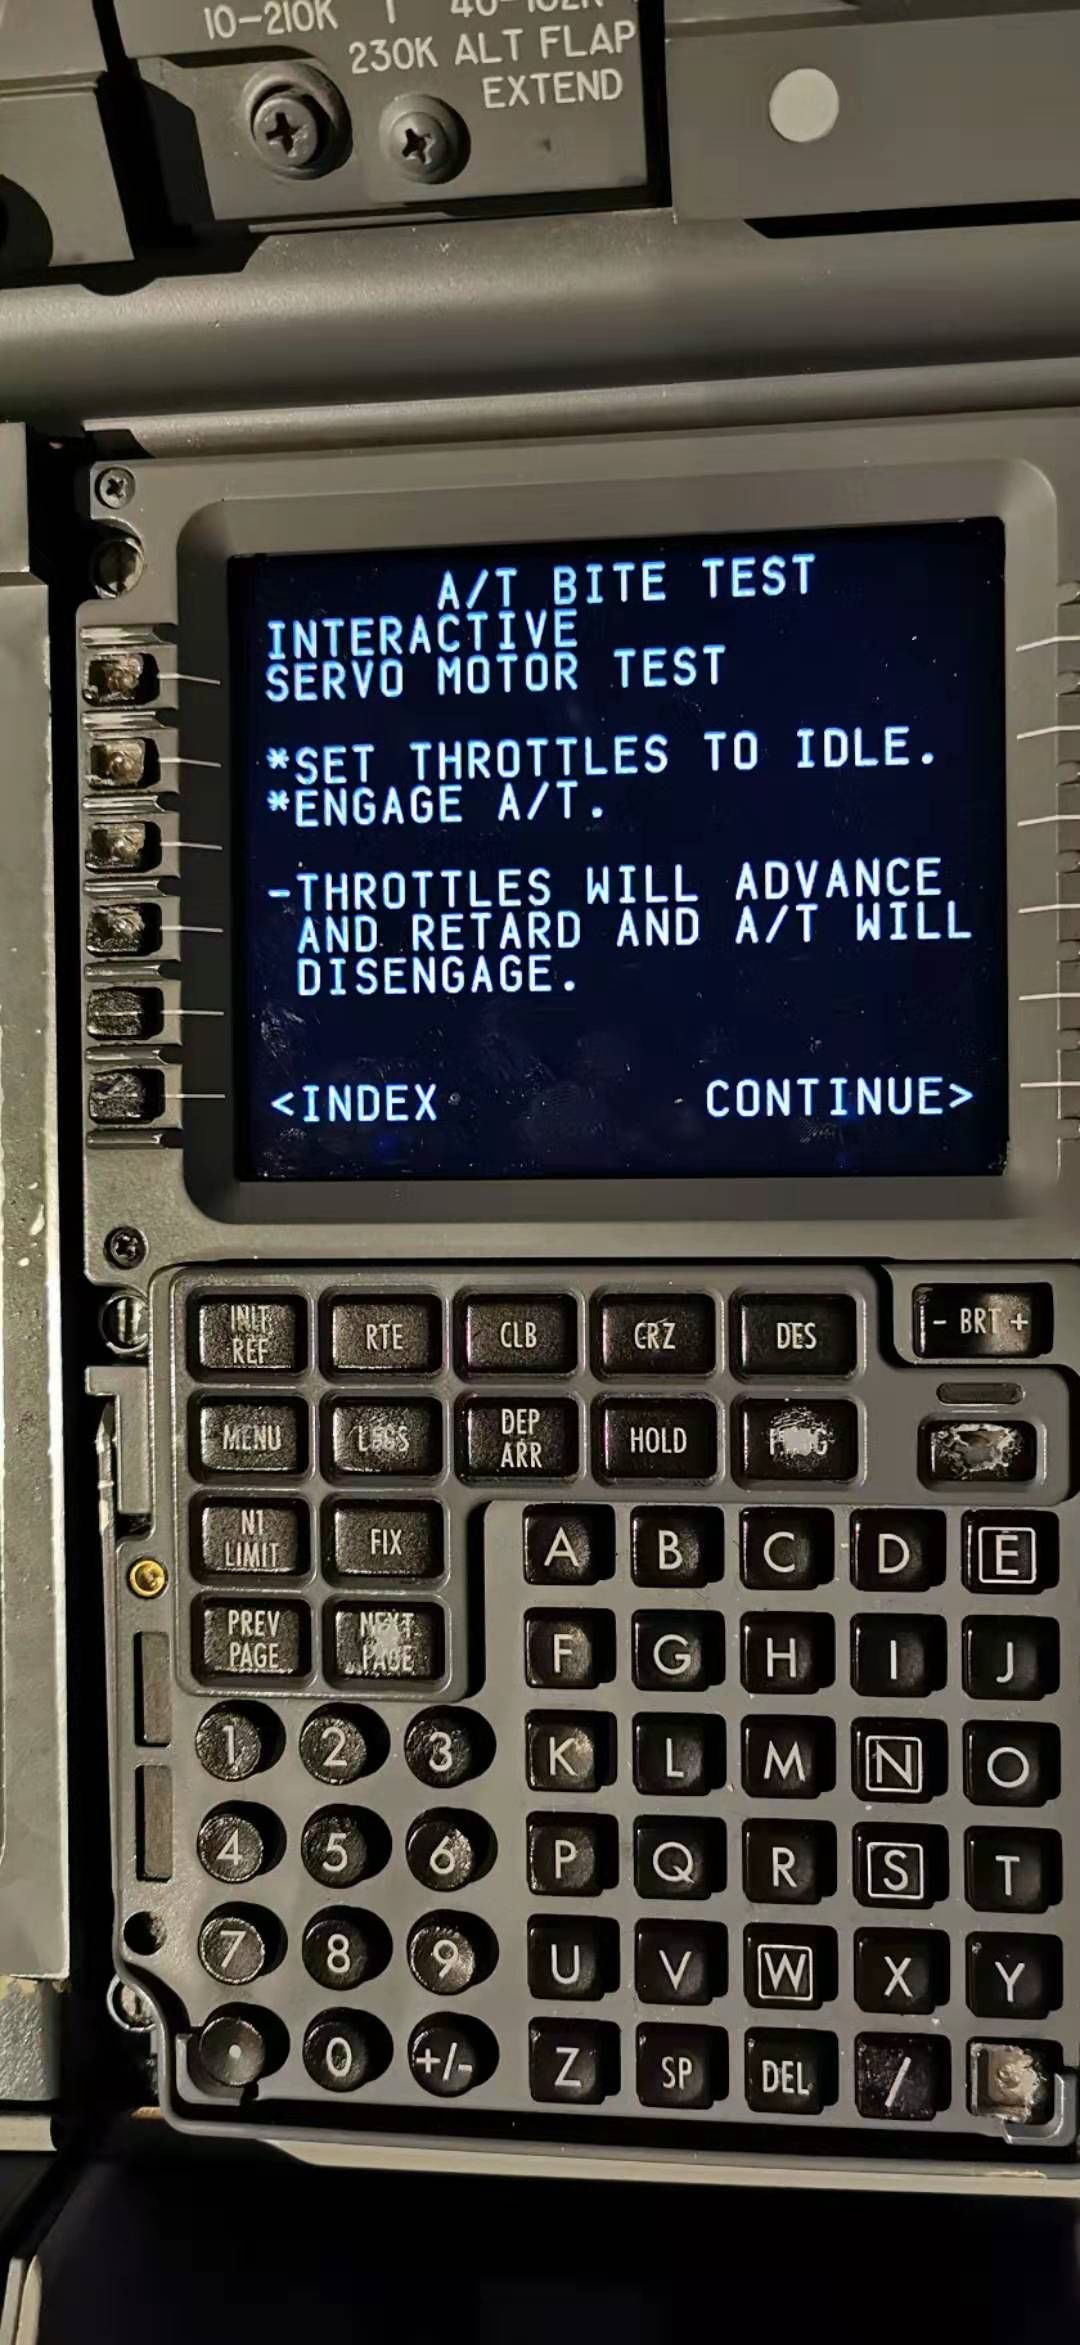 10-210K
230K ALT FLAP
EXTEND
A/T BITE TEST
INTERACTIVE
SERVO MOTOR TEST
*SET THROTTLES TO IDLE.
*ENGAGE A/T.
-THROTTLES WILL ADVANCE
AND RETARD AND A/T WILL
DISENGAGE.
<INDEX CONTINUE>
INIT REF RTE CLB CRZ DES - BRT +
MENU LEGS DEP ARR HOLD
N1 LIMIT FIX
PREV PAGE NEXT PAGE
A B C D E
F G H I J
1 2 3 K L M N O
4 5 6 P Q R S T
7 8 9 U V W X Y
. 0 +/- Z SP DEL /